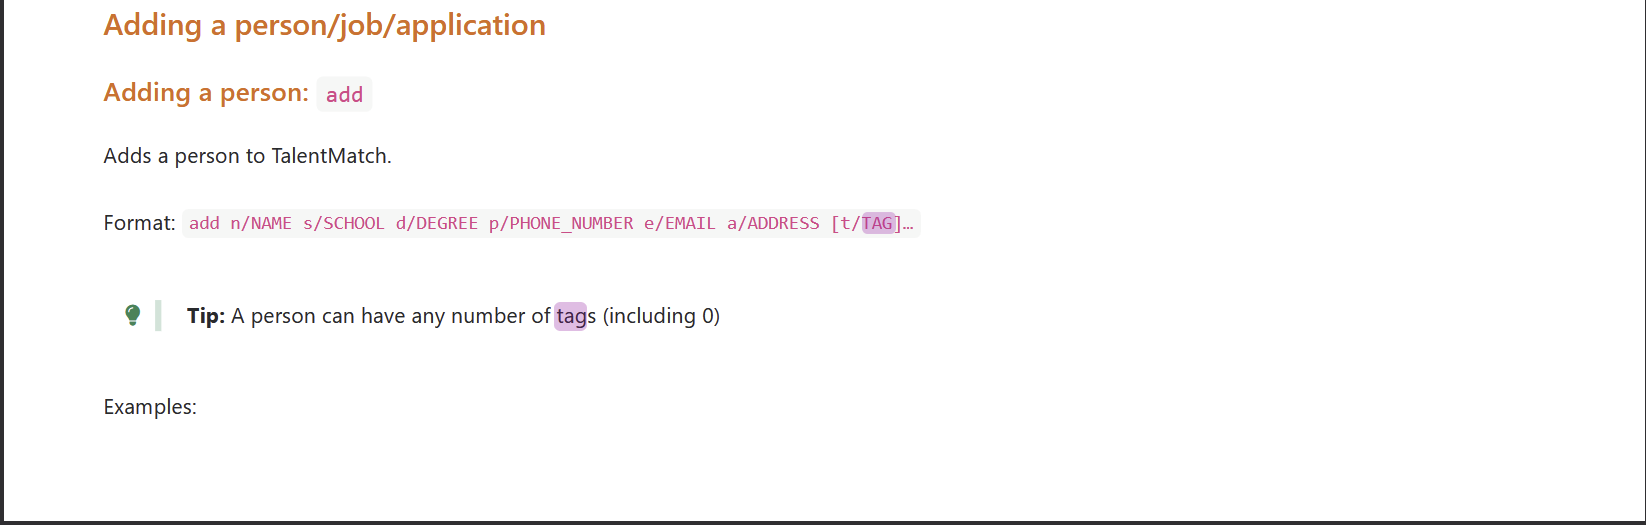 Adding a person/job/application
Adding a person: add
Adds a person to TalentMatch.
Format: add n/NAME s/SCHOOL d/DEGREE p/PHONE_NUMBER e/EMAIL a/ADDRESS [t/TAG]…
Tip: A person can have any number of tags (including 0)
Examples: